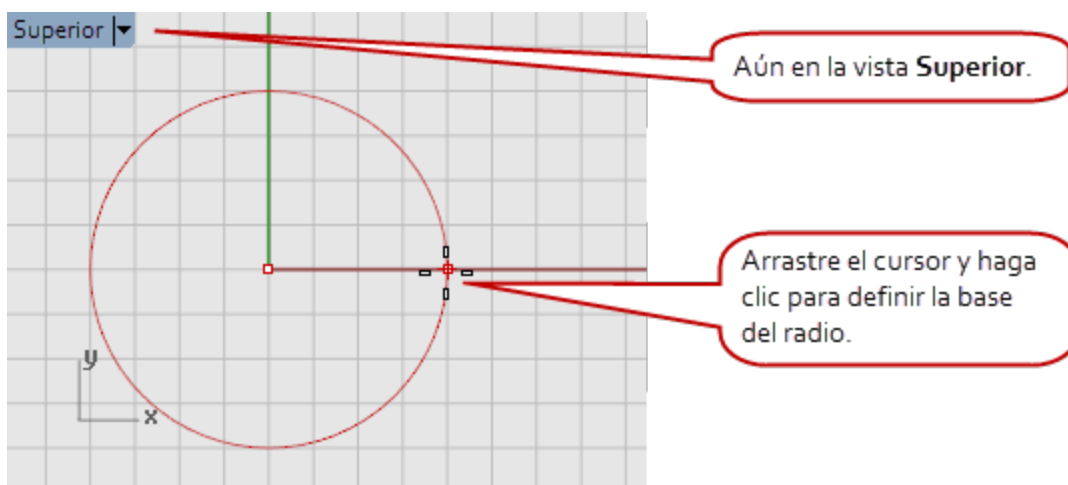 Superior
Aún en la vista Superior.
Arrastre el cursor y haga
clic para definir la base
del radio.
y
x